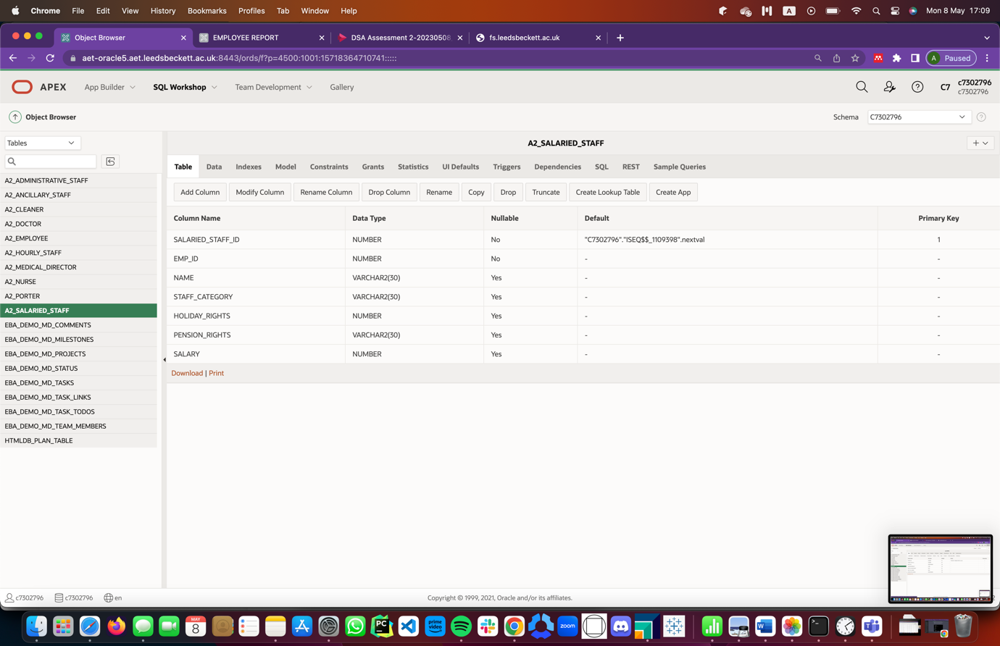 Chrome File Edit View History Bookmarks Profiles Tab Window Help A Mon 8 May 17:09
Object Browser EMPLOYEE REPORT DSA Assessment 2-20230508 fs.leedsbeckett.ac.uk
aet-oracle5.aet.leedsbeckett.ac.uk:8443/ords/f?p=4500:1001:15718364710741::::: A Paused
APEX App Builder SQL Workshop Team Development Gallery C7 c7302796
c7302796
Object Browser Schema C7302796
Tables
A2_SALARIED_STAFF
Table Data Indexes Model Constraints Grants Statistics UI Defaults Triggers Dependencies SQL REST Sample Queries
Add Column Modify Column Rename Column Drop Column Rename Copy Drop Truncate Create Lookup Table Create App
A2_ADMINISTRATIVE_STAFF
A2_ANCILLARY_STAFF
A2_CLEANER
A2_DOCTOR
A2_EMPLOYEE
A2_HOURLY_STAFF
A2_MEDICAL_DIRECTOR
A2_NURSE
A2_PORTER
A2_SALARIED_STAFF
EBA_DEMO_MD_COMMENTS
EBA_DEMO_MD_MILESTONES
EBA_DEMO_MD_PROJECTS
EBA_DEMO_MD_STATUS
EBA_DEMO_MD_TASKS
EBA_DEMO_MD_TASK_LINKS
EBA_DEMO_MD_TASK_TODOS
EBA_DEMO_MD_TEAM_MEMBERS
HTMLDB_PLAN_TABLE
Column Name Data Type Nullable Default Primary Key
SALARIED_STAFF_ID NUMBER No "C7302796"."ISEQ$$_1109398".nextval 1
EMP_ID NUMBER No - -
NAME VARCHAR2(30) Yes - -
STAFF_CATEGORY VARCHAR2(30) Yes - -
HOLIDAY_RIGHTS NUMBER Yes - -
PENSION_RIGHTS VARCHAR2(30) Yes - -
SALARY NUMBER Yes - -
Download | Print
c7302796 c7302796 en Copyright © 1999, 2021, Oracle and/or its affiliates.
MAY
8
PC
prime
video
zoom